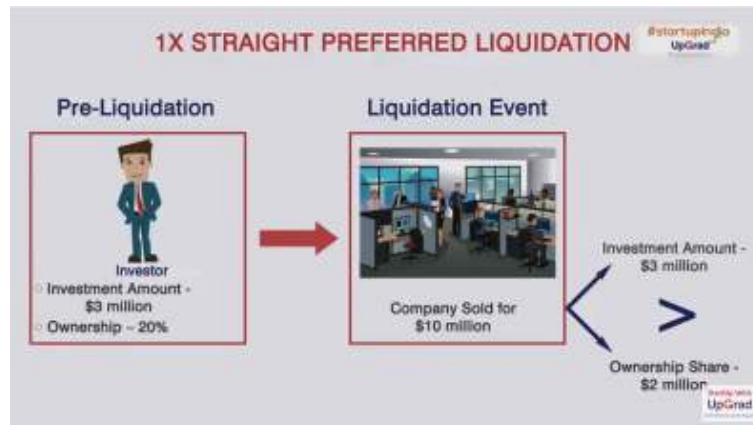 1X STRAIGHT PREFERRED LIQUIDATION
#startupindia
UpGrad
Pre-Liquidation
Liquidation Event
Investor
Investment Amount -
$3 million
Ownership – 20%
Company Sold for
$10 million
Investment Amount -
$3 million
>
Ownership Share -
$2 million
UpGrad